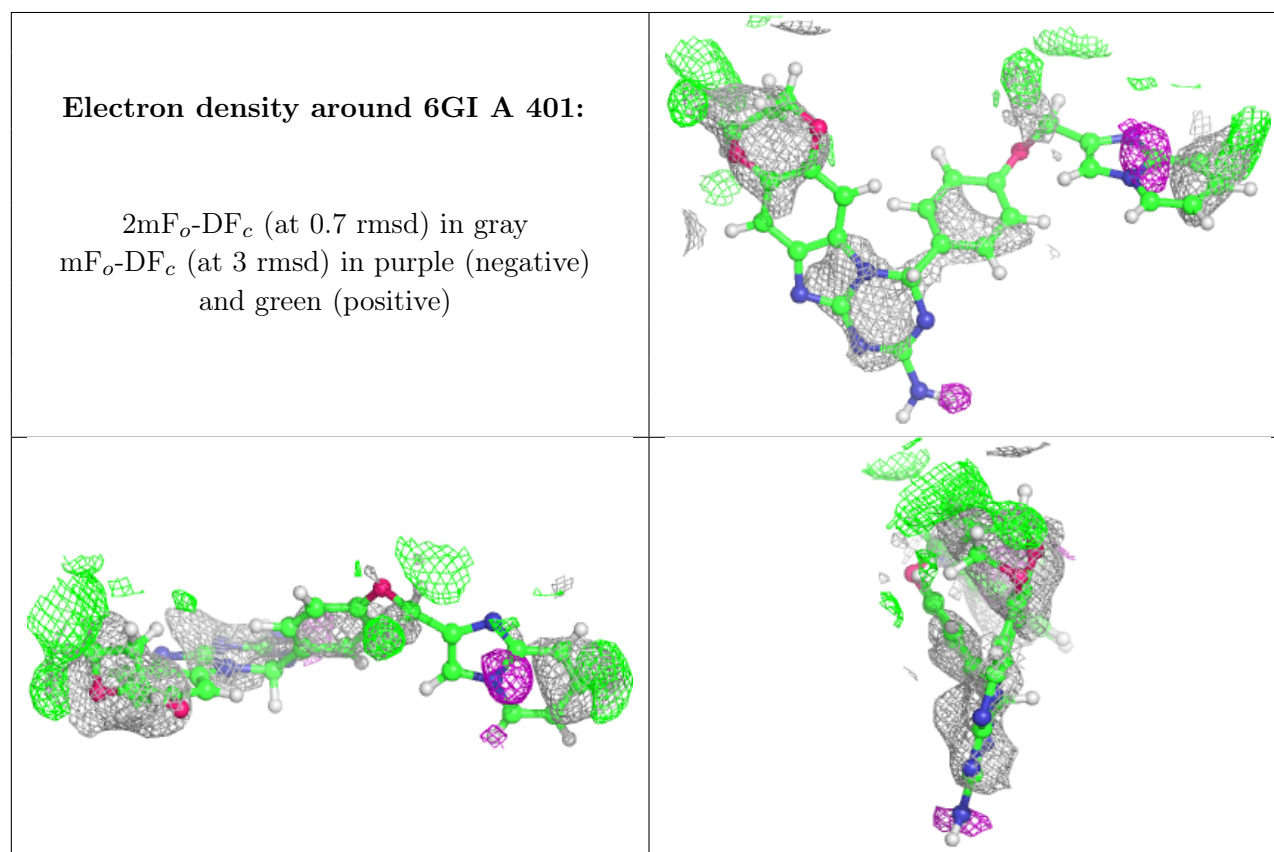 Electron density around 6GI A 401:
2mFo-DFc (at 0.7 rmsd) in gray
mFo-DFc (at 3 rmsd) in purple (negative)
and green (positive)